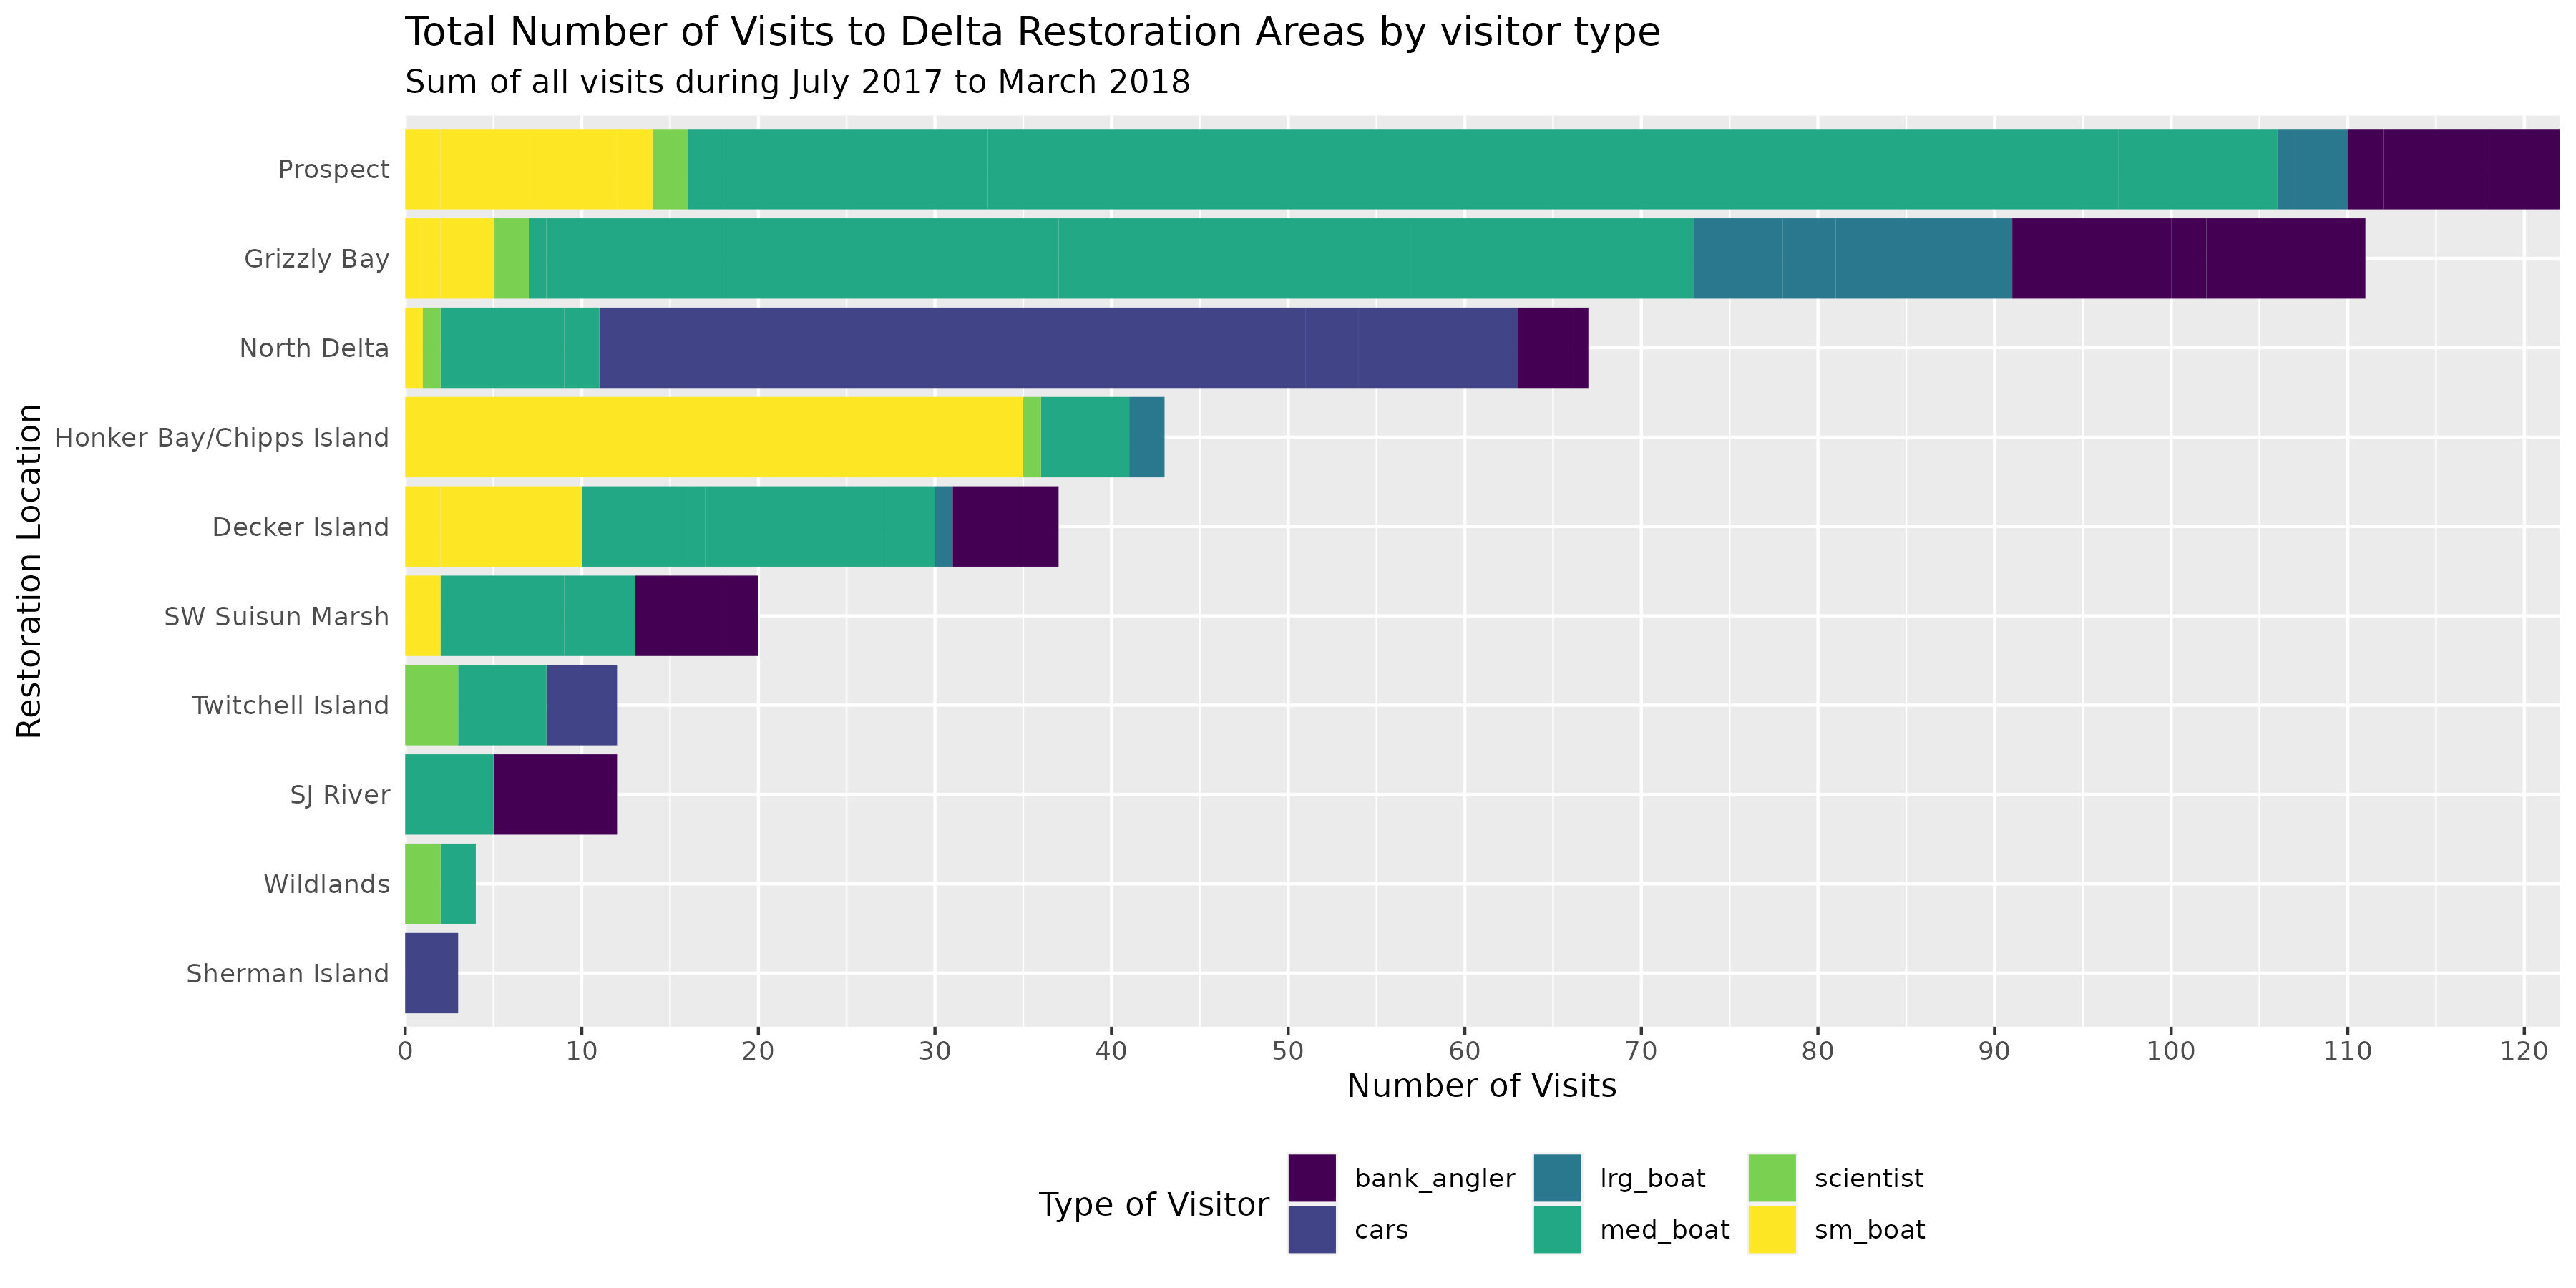 Total Number of Visits to Delta Restoration Areas by visitor type
Sum of all visits during July 2017 to March 2018
Restoration Location
Prospect
Grizzly Bay
North Delta
Honker Bay/Chipps Island
Decker Island
SW Suisun Marsh
Twitchell Island
SJ River
Wildlands
Sherman Island
0 10 20 30 40 50 60 70 80 90 100 110 120
Number of Visits
Type of Visitor
bank_angler lrg_boat scientist
cars med_boat sm_boat